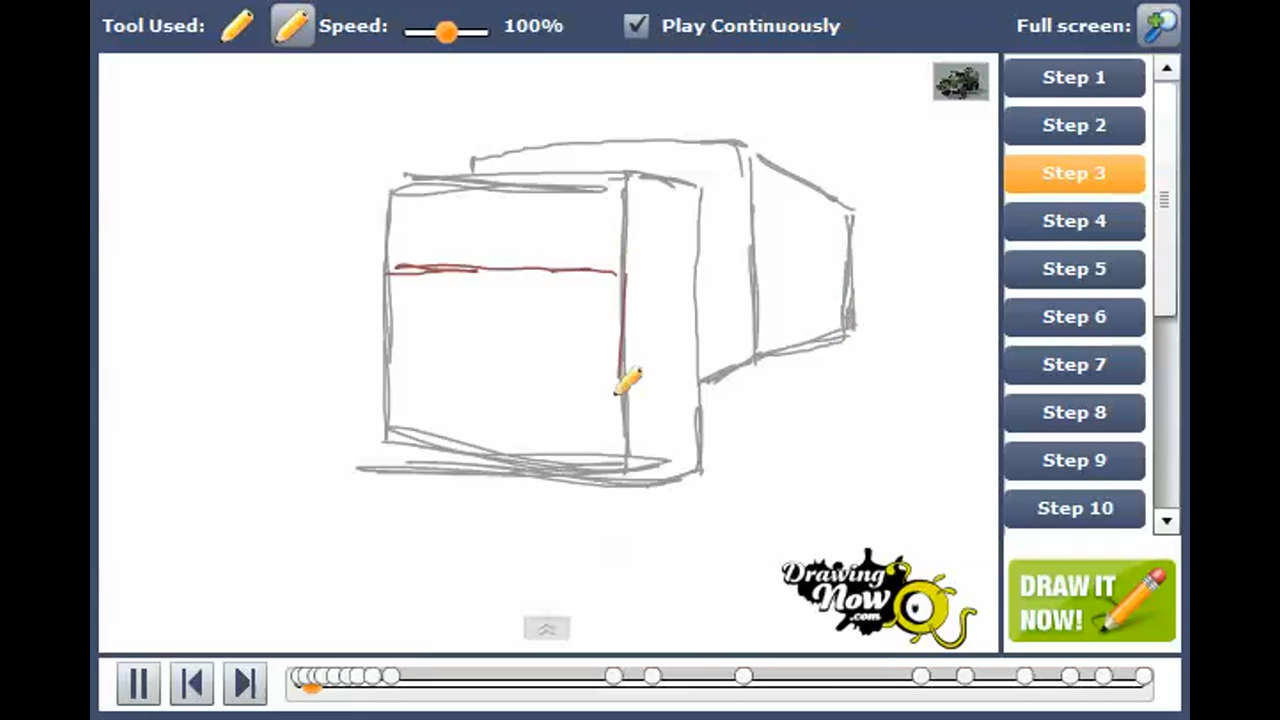 Tool Used:
Speed:
100%
Play Continuously
Full screen:
Step 1
Step 2
Step 3
Step 4
Step 5
Step 6
Step 7
Step 8
Step 9
Step 10
Drawing
Now
.com
DRAW IT
NOW!